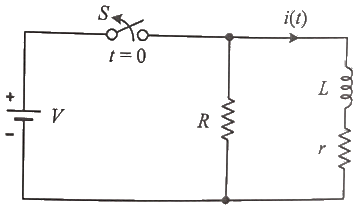 S
i(t)
t = 0
L
+
V
R
-
r